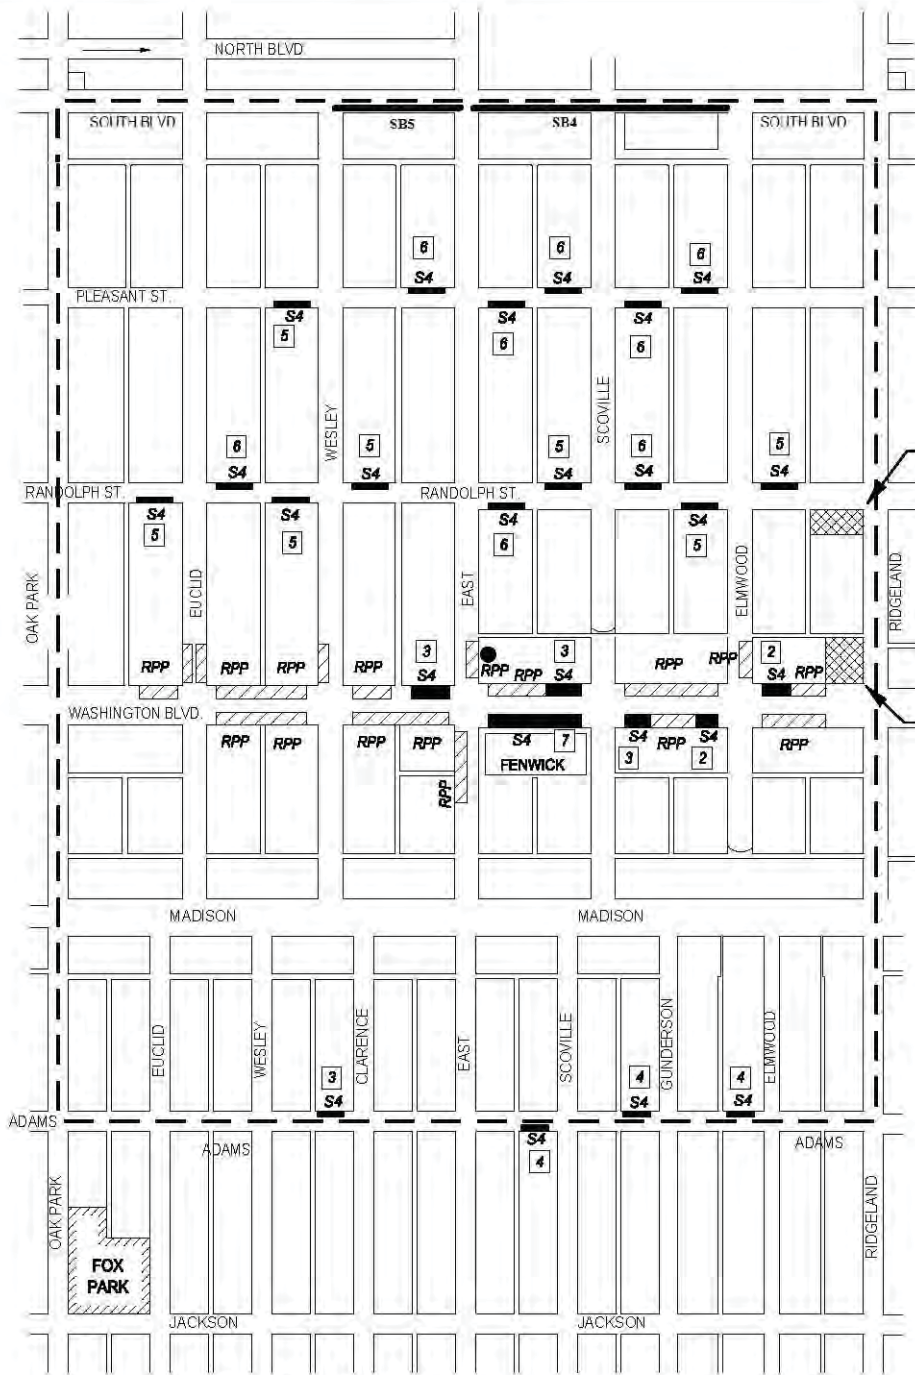 NORTH BLVD
SOUTH BLVD
SB5
SB4
SOUTH BLVD
6
S4
6
S4
6
S4
PLEASANT ST.
S4
5
S4
6
S4
6
WESLEY
SCOVILLE
6
S4
5
S4
5
S4
6
S4
5
S4
RANDOLPH ST.
RANDOLPH ST.
S4
5
S4
5
S4
6
S4
5
OAK PARK
EUCLID
EAST
ELMWOOD
RIDGELAND
RPP
RPP
RPP
RPP
3
S4
RPP
RPP
3
S4
RPP
RPP
2
S4
RPP
WASHINGTON BLVD.
RPP
RPP
RPP
RPP
RPP
S4
7
FENWICK
S4
3
RPP
S4
2
RPP
MADISON
MADISON
EUCLID
WESLEY
CLARENCE
EAST
SCOVILLE
GUNDERSON
ELMWOOD
3
S4
4
S4
4
S4
ADAMS
ADAMS
S4
4
ADAMS
OAK PARK
RIDGELAND
FOX
PARK
JACKSON
JACKSON